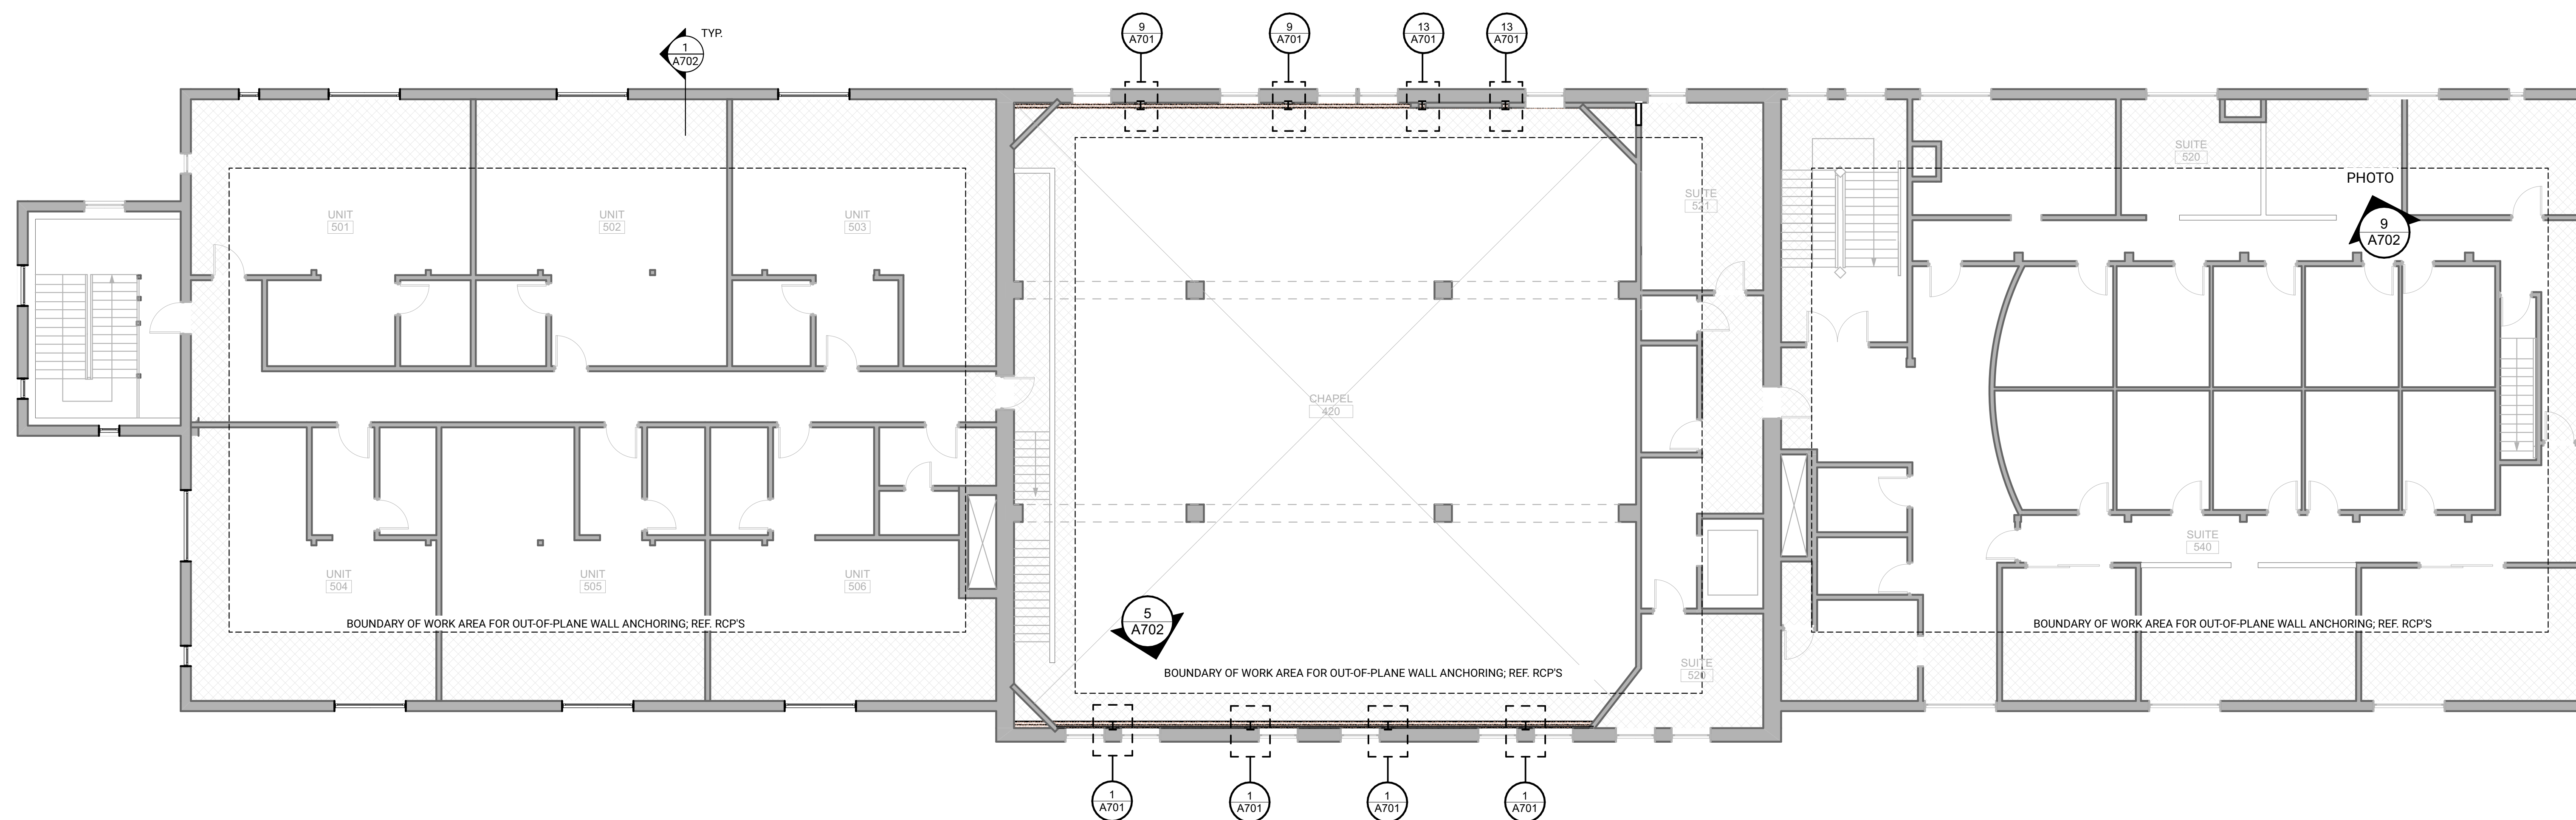 9
A701
9
A701
13
A701
13
A701
1
A702
TYP.
SUITE
520
PHOTO
9
A702
UNIT
501
UNIT
502
UNIT
503
SUITE
521
CHAPEL
420
SUITE
540
UNIT
504
UNIT
505
UNIT
506
BOUNDARY OF WORK AREA FOR OUT-OF-PLANE WALL ANCHORING; REF. RCP'S
5
A702
BOUNDARY OF WORK AREA FOR OUT-OF-PLANE WALL ANCHORING; REF. RCP'S
SUITE
520
BOUNDARY OF WORK AREA FOR OUT-OF-PLANE WALL ANCHORING; REF. RCP'S
1
A701
1
A701
1
A701
1
A701